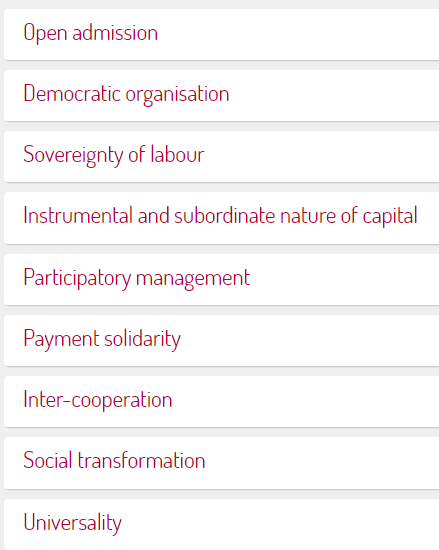 Open admission
Democratic organisation
Sovereignty of labour
Instrumental and subordinate nature of capital
Participatory management
Payment solidarity
Inter-cooperation
Social transformation
Universality